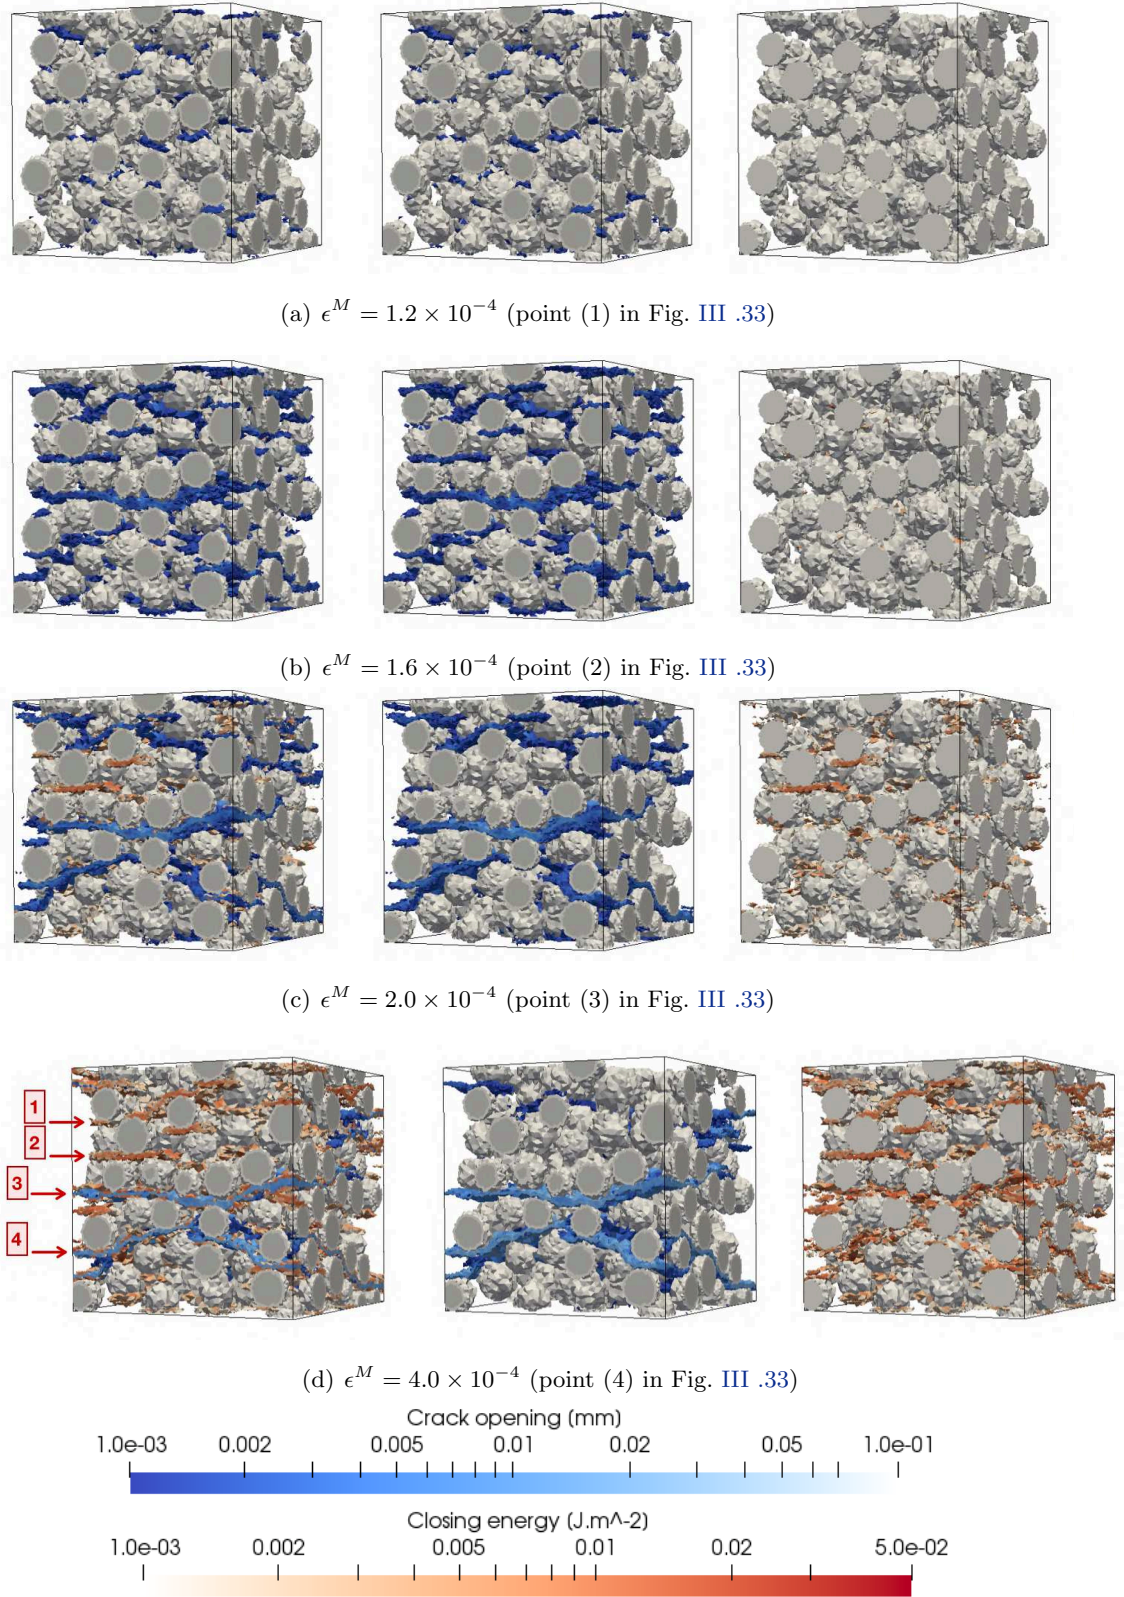 (a) ϵ^M = 1.2 × 10^−4 (point (1) in Fig. III .33)
(b) ϵ^M = 1.6 × 10^−4 (point (2) in Fig. III .33)
(c) ϵ^M = 2.0 × 10^−4 (point (3) in Fig. III .33)
1
2
3
4
(d) ϵ^M = 4.0 × 10^−4 (point (4) in Fig. III .33)
Crack opening (mm)
1.0e-03 0.002 0.005 0.01 0.02 0.05 1.0e-01
Closing energy (J.m^-2)
1.0e-03 0.002 0.005 0.01 0.02 5.0e-02